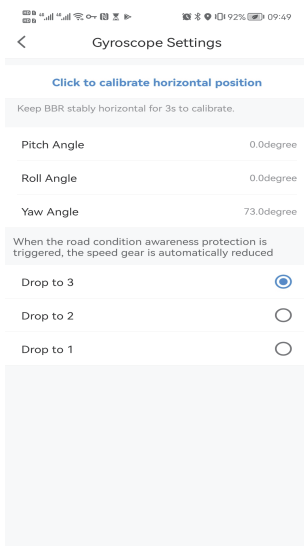 92% 09:49
Gyroscope Settings
Click to calibrate horizontal position
Keep BBR stably horizontal for 3s to calibrate.
Pitch Angle 0.0degree
Roll Angle 0.0degree
Yaw Angle 73.0degree
When the road condition awareness protection is
triggered, the speed gear is automatically reduced
Drop to 3
Drop to 2
Drop to 1